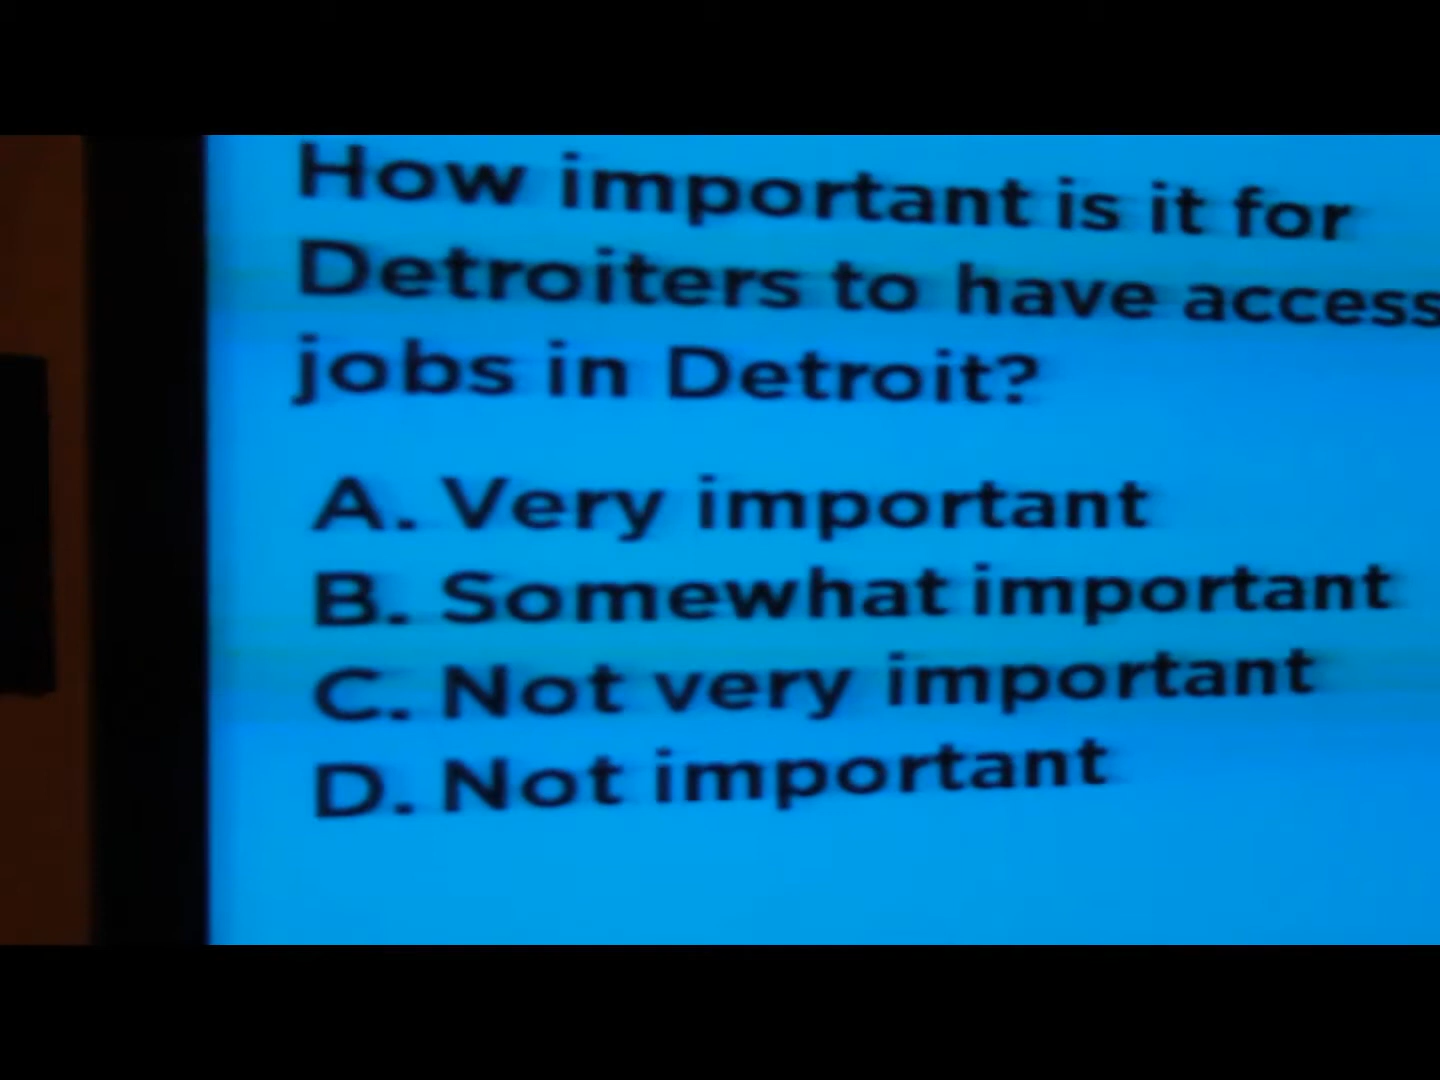 How important is it for
Detroiters to have access
jobs in Detroit?
A. Very important
B. Somewhat important
C. Not very important
D. Not important